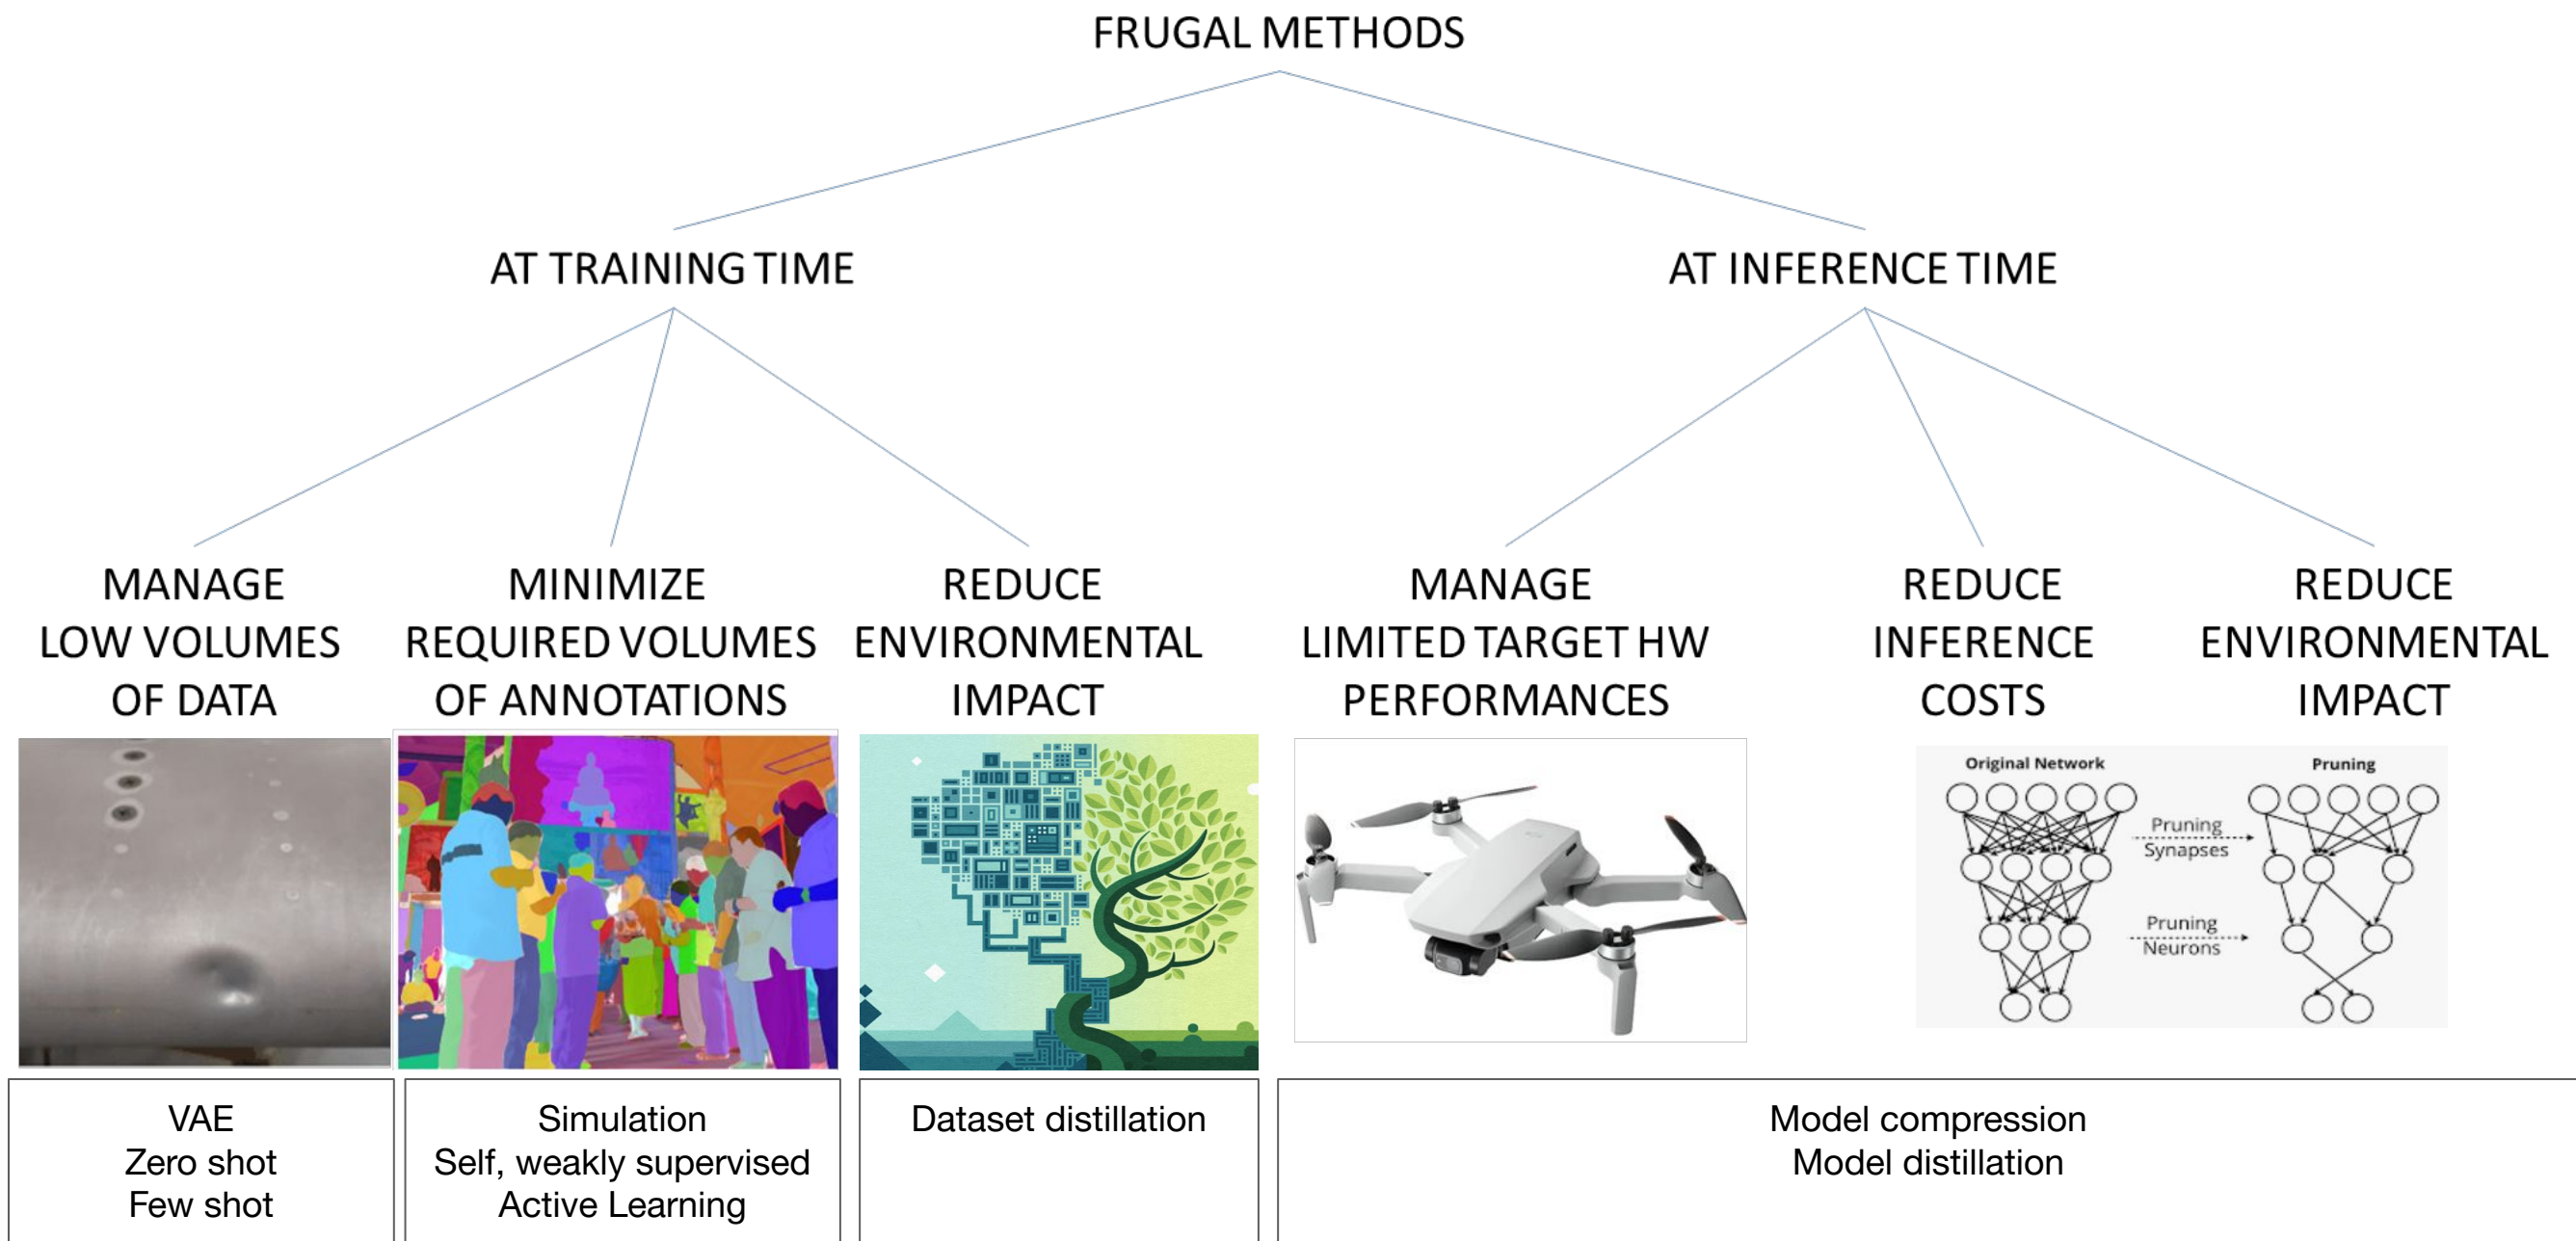 FRUGAL METHODS
AT TRAINING TIME
AT INFERENCE TIME
MANAGE
LOW VOLUMES
OF DATA
MINIMIZE
REQUIRED VOLUMES
OF ANNOTATIONS
REDUCE
ENVIRONMENTAL
IMPACT
MANAGE
LIMITED TARGET HW
PERFORMANCES
REDUCE
INFERENCE
COSTS
REDUCE
ENVIRONMENTAL
IMPACT
Original Network
Pruning
Pruning
Synapses
Pruning
Neurons
VAE
Zero shot
Few shot
Simulation
Self, weakly supervised
Active Learning
Dataset distillation
Model compression
Model distillation